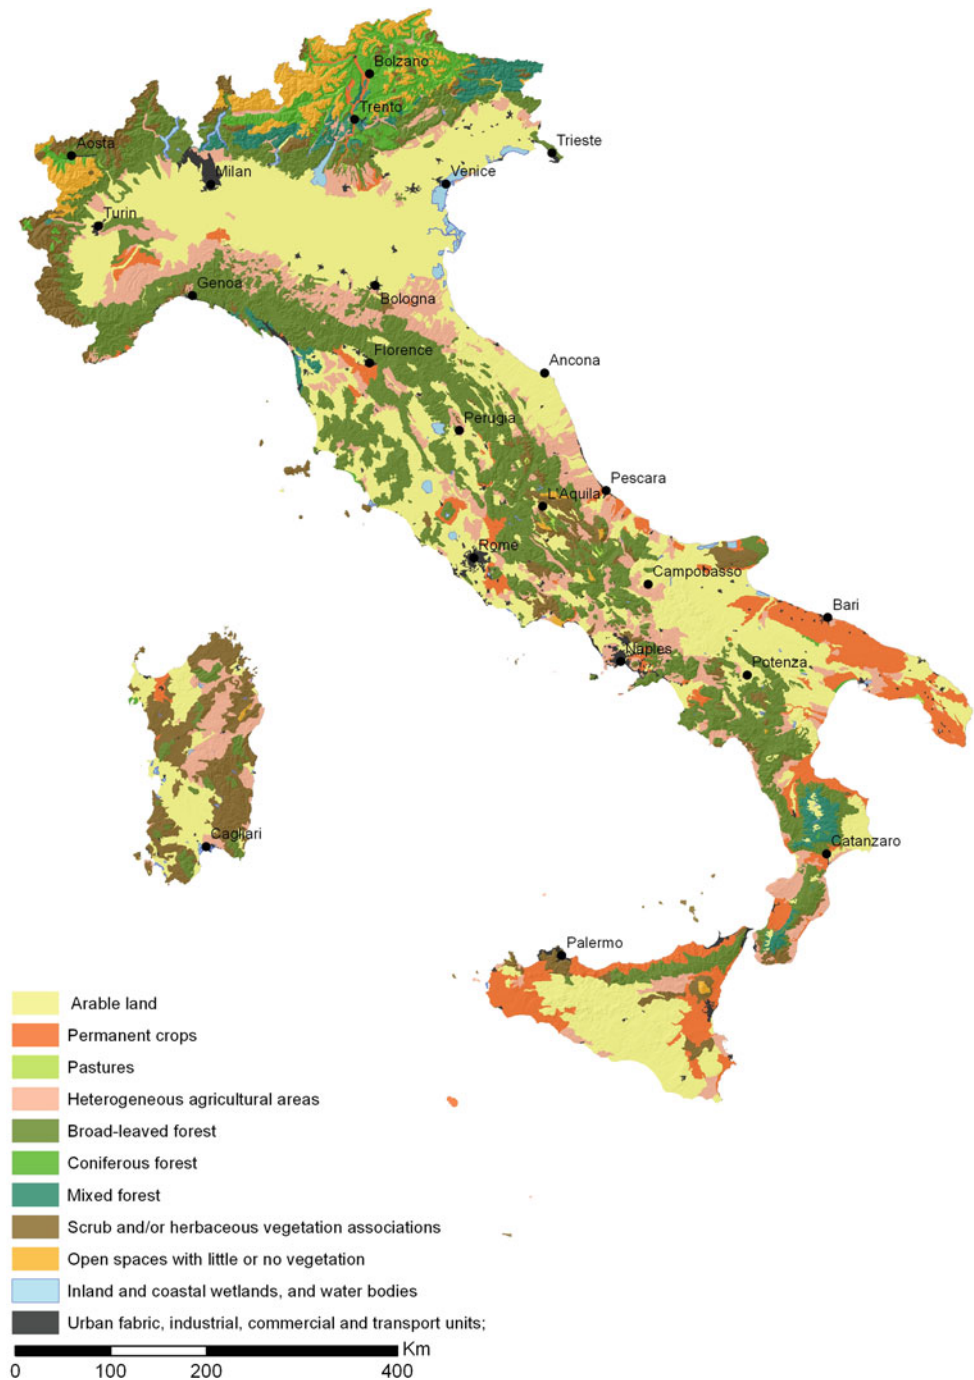 Bolzano
Trento
Aosta
Trieste
Milan
Venice
Turin
Genoa
Bologna
Florence
Ancona
Perugia
Pescara
L'Aquila
Rome
Campobasso
Bari
Naples
Potenza
Cagliari
Catanzaro
Palermo
Arable land
Permanent crops
Pastures
Heterogeneous agricultural areas
Broad-leaved forest
Coniferous forest
Mixed forest
Scrub and/or herbaceous vegetation associations
Open spaces with little or no vegetation
Inland and coastal wetlands, and water bodies
Urban fabric, industrial, commercial and transport units;
Km
0 100 200 400